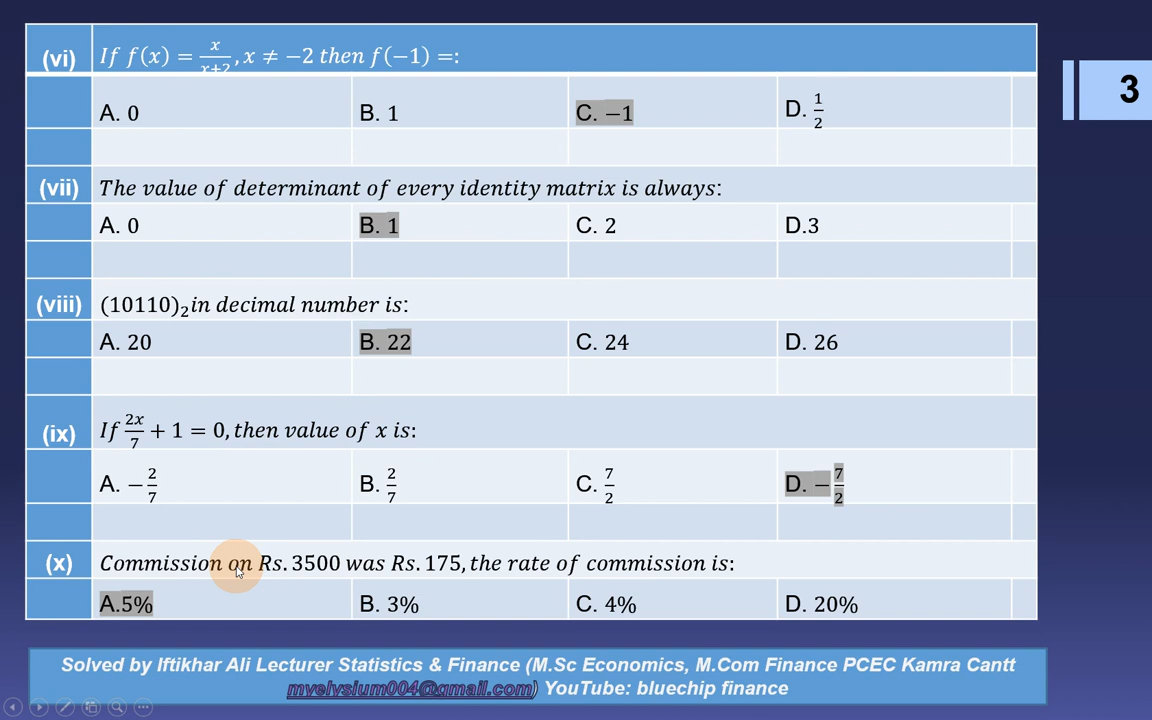 (vi) If f(x) = x/x+2, x ≠ −2 then f(−1) =:
A. 0 B. 1 C. −1 D. 1/2
(vii) The value of determinant of every identity matrix is always:
A. 0 B. 1 C. 2 D.3
(viii) (10110)₂in decimal number is:
A. 20 B. 22 C. 24 D. 26
(ix) If 2x/7 + 1 = 0, then value of x is:
A. −2/7 B. 2/7 C. 7/2 D. −7/2
(x) Commission on Rs. 3500 was Rs. 175, the rate of commission is:
A.5% B. 3% C. 4% D. 20%
3
Solved by Iftikhar Ali Lecturer Statistics & Finance (M.Sc Economics, M.Com Finance PCEC Kamra Cantt
myelysium004@gmail.com) YouTube: bluechip finance